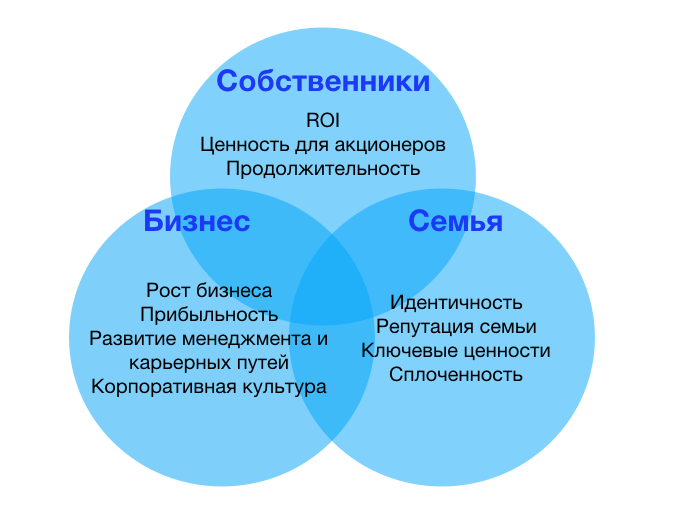 Собственники
ROI
Ценность для акционеров
Продолжительность
Бизнес
Рост бизнеса
Прибыльность
Развитие менеджмента и
карьерных путей
Корпоративная культура
Семья
Идентичность
Репутация семьи
Ключевые ценности
Сплоченность